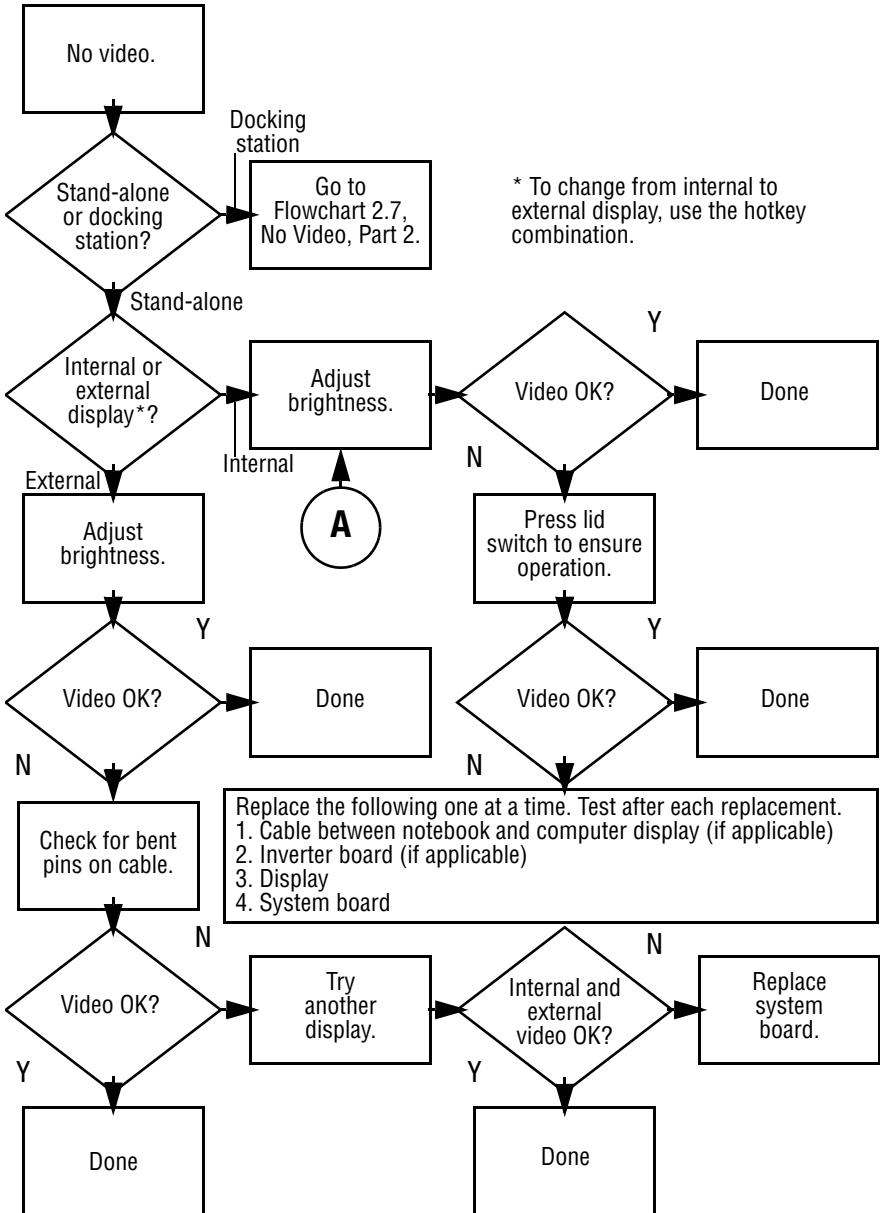 No video.
Docking
station
Stand-alone
or docking
station?
Go to
Flowchart 2.7,
No Video, Part 2.
* To change from internal to
external display, use the hotkey
combination.
Stand-alone
Internal or
external
display*?
Internal
External
Adjust
brightness.
A
Video OK?
Y
Done
N
Press lid
switch to ensure
operation.
Adjust
brightness.
Video OK?
Y
Done
N
Video OK?
Y
Done
N
Replace the following one at a time. Test after each replacement.
1. Cable between notebook and computer display (if applicable)
2. Inverter board (if applicable)
3. Display
4. System board
Check for bent
pins on cable.
Video OK?
N
Try
another
display.
Internal and
external
video OK?
N
Replace
system
board.
Y
Done
Y
Done